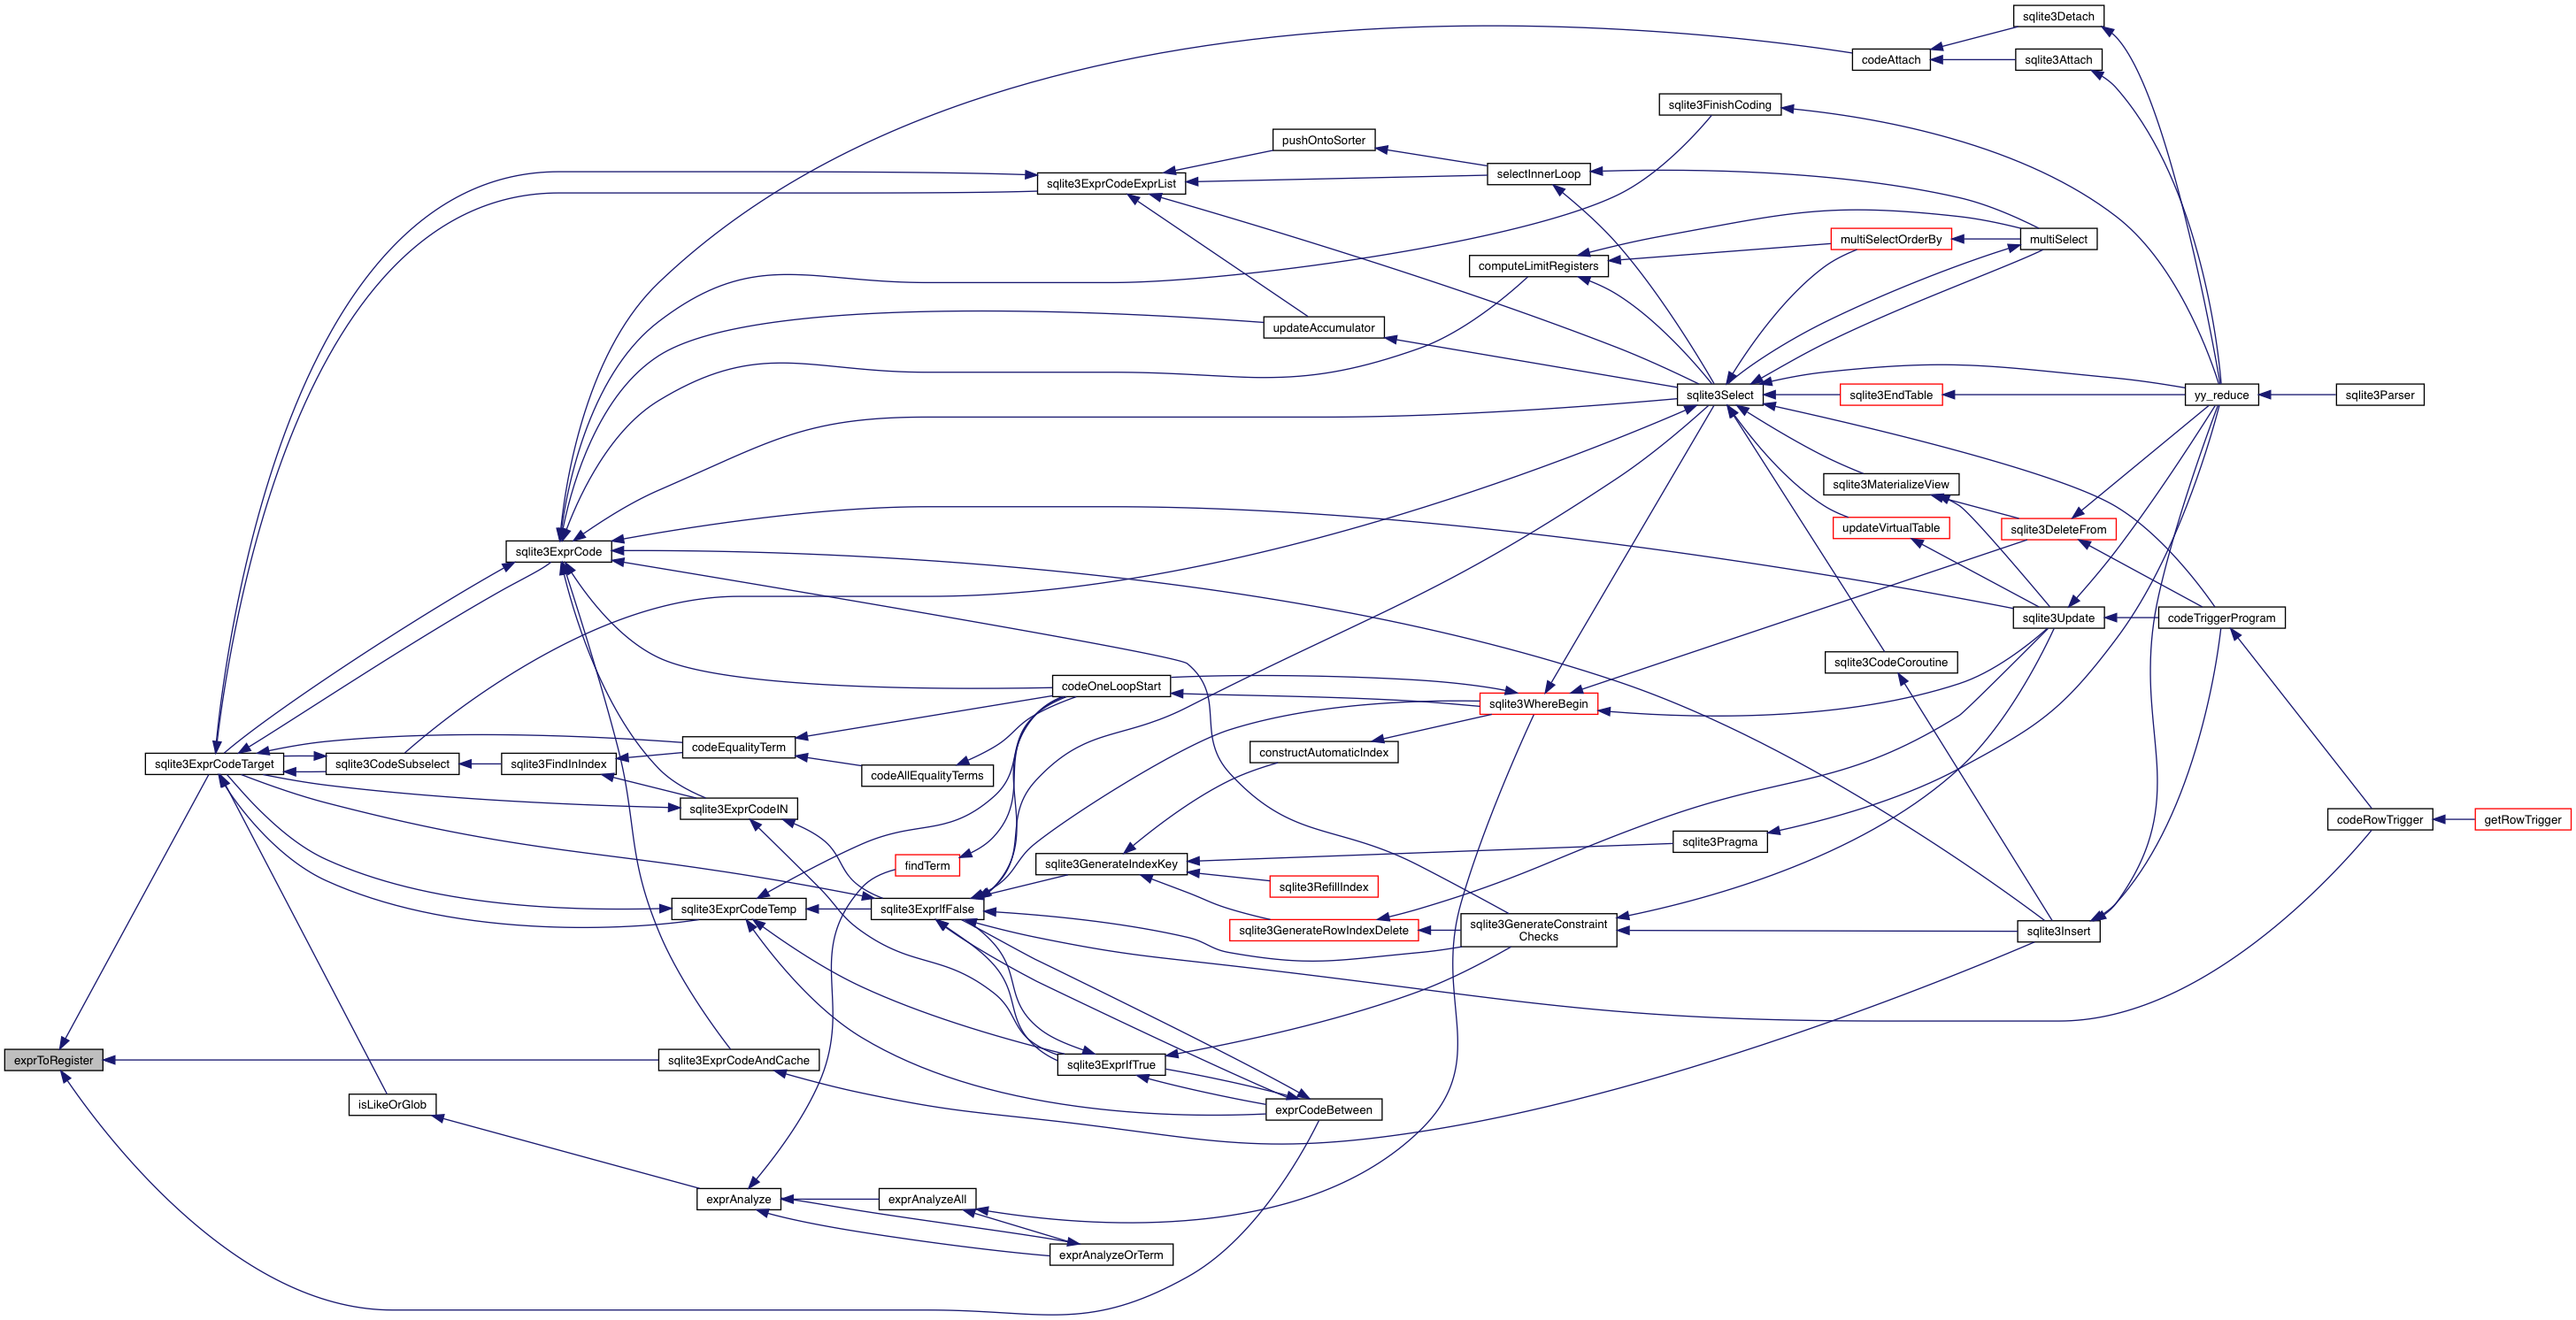 sqlite3Detach
codeAttach
sqlite3Attach
sqlite3FinishCoding
pushOntoSorter
selectInnerLoop
sqlite3ExprCodeExprList
multiSelectOrderBy
multiSelect
computeLimitRegisters
updateAccumulator
sqlite3Select
sqlite3EndTable
yy_reduce
sqlite3Parser
sqlite3MaterializeView
updateVirtualTable
sqlite3DeleteFrom
sqlite3ExprCode
sqlite3Update
codeTriggerProgram
sqlite3CodeCoroutine
codeOneLoopStart
sqlite3WhereBegin
codeEqualityTerm
constructAutomaticIndex
sqlite3ExprCodeTarget
sqlite3CodeSubselect
sqlite3FindInIndex
codeAllEqualityTerms
sqlite3ExprCodeIN
codeRowTrigger
getRowTrigger
sqlite3Pragma
findTerm
sqlite3GenerateIndexKey
sqlite3RefillIndex
sqlite3ExprCodeTemp
sqlite3ExprIfFalse
sqlite3GenerateRowIndexDelete
sqlite3GenerateConstraint
Checks
sqlite3Insert
exprToRegister
sqlite3ExprCodeAndCache
sqlite3ExprIfTrue
isLikeOrGlob
exprCodeBetween
exprAnalyze
exprAnalyzeAll
exprAnalyzeOrTerm